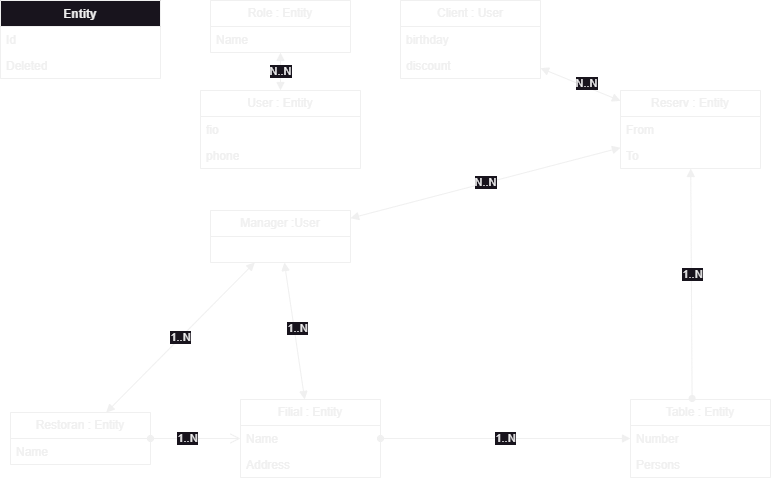 Entity
Id
Deleted
Role : Entity
Name
N..N
User : Entity
fio
phone
Client : User
birthday
discount
N..N
Reserv : Entity
From
To
N..N
Manager :User
1..N
1..N
1..N
Restoran : Entity
Name
1..N
Filial : Entity
Name
Address
1..N
Table : Entity
Number
Persons